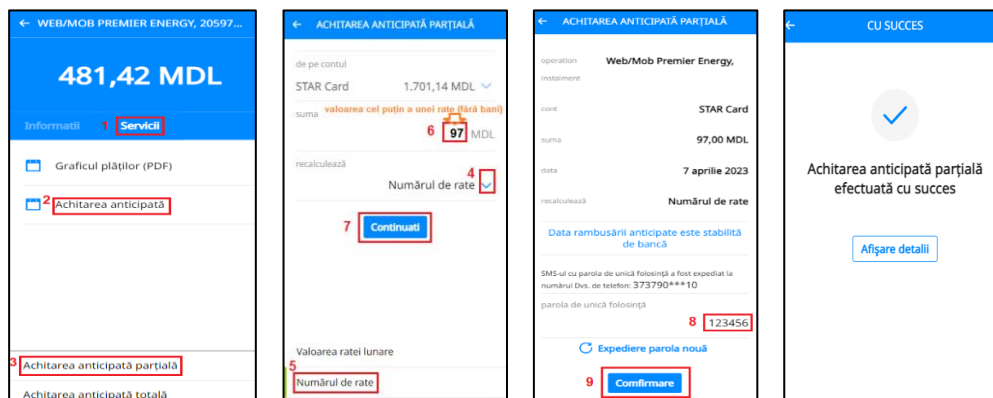 ← WEB/MOB PREMIER ENERGY, 20597...
481,42 MDL
Informatii 1 Servicii
Graficul plăților (PDF)
2 Achitarea anticipată
3 Achitarea anticipată parțială
Achitarea anticipată totală
← ACHITAREA ANTICIPATĂ PARȚIALĂ
de pe contul
STAR Card 1.701,14 MDL
suma valoarea cel puțin a unei rate (fără bani)
6 97 MDL
recalculează
4
Numărul de rate
7 Continuati
Valoarea ratei lunare
5
Numărul de rate
← ACHITAREA ANTICIPATĂ PARȚIALĂ
operation Web/Mob Premier Energy,
instalment
cont STAR Card
suma 97,00 MDL
data 7 aprilie 2023
recalculează Numărul de rate
Data rambusării anticipate este stabilită
de bancă
SMS-ul cu parola de unică folosință a fost expediat la
numărul Dvs. de telefon: 373790***10
parola de unică folosință
8 123456
Expediere parola nouă
9 Comfirmare
← CU SUCCES
Achitarea anticipată parțială
efectuată cu succes
Afișare detalii